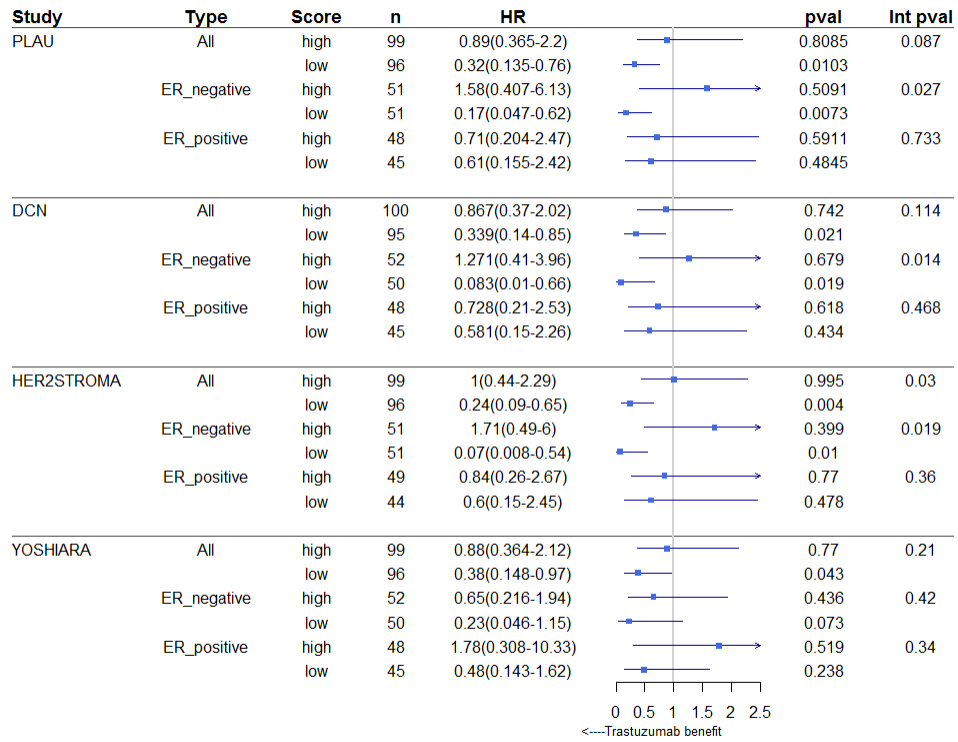 Study Type Score n HR pval Int pval
PLAU All high 99 0.89(0.365-2.2) 0.8085 0.087
low 96 0.32(0.135-0.76) 0.0103
ER_negative high 51 1.58(0.407-6.13) 0.5091 0.027
low 51 0.17(0.047-0.62) 0.0073
ER_positive high 48 0.71(0.204-2.47) 0.5911 0.733
low 45 0.61(0.155-2.42) 0.4845
DCN All high 100 0.867(0.37-2.02) 0.742 0.114
low 95 0.339(0.14-0.85) 0.021
ER_negative high 52 1.271(0.41-3.96) 0.679 0.014
low 50 0.083(0.01-0.66) 0.019
ER_positive high 48 0.728(0.21-2.53) 0.618 0.468
low 45 0.581(0.15-2.26) 0.434
HER2STROMA All high 99 1(0.44-2.29) 0.995 0.03
low 96 0.24(0.09-0.65) 0.004
ER_negative high 51 1.71(0.49-6) 0.399 0.019
low 51 0.07(0.008-0.54) 0.01
ER_positive high 49 0.84(0.26-2.67) 0.77 0.36
low 44 0.6(0.15-2.45) 0.478
YOSHIARA All high 99 0.88(0.364-2.12) 0.77 0.21
low 96 0.38(0.148-0.97) 0.043
ER_negative high 52 0.65(0.216-1.94) 0.436 0.42
low 50 0.23(0.046-1.15) 0.073
ER_positive high 48 1.78(0.308-10.33) 0.519 0.34
low 45 0.48(0.143-1.62) 0.238
0 0.5 1 2 2.5
<----Trastuzumab benefit